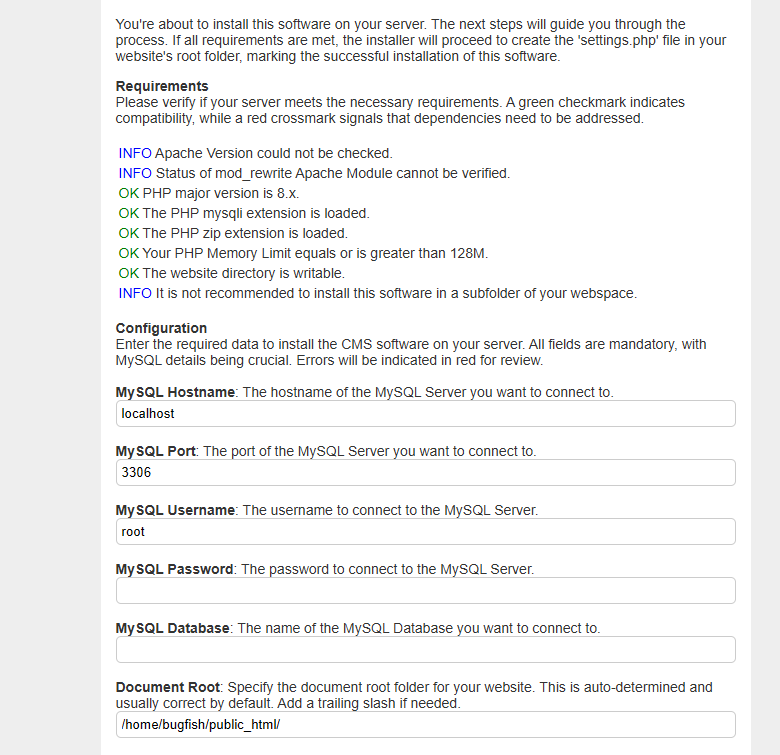 You're about to install this software on your server. The next steps will guide you through the
process. If all requirements are met, the installer will proceed to create the 'settings.php' file in your
website's root folder, marking the successful installation of this software.
Requirements
Please verify if your server meets the necessary requirements. A green checkmark indicates
compatibility, while a red crossmark signals that dependencies need to be addressed.
INFO Apache Version could not be checked.
INFO Status of mod_rewrite Apache Module cannot be verified.
OK PHP major version is 8.x.
OK The PHP mysqli extension is loaded.
OK The PHP zip extension is loaded.
OK Your PHP Memory Limit equals or is greater than 128M.
OK The website directory is writable.
INFO It is not recommended to install this software in a subfolder of your webspace.
Configuration
Enter the required data to install the CMS software on your server. All fields are mandatory, with
MySQL details being crucial. Errors will be indicated in red for review.
MySQL Hostname: The hostname of the MySQL Server you want to connect to.
localhost
MySQL Port: The port of the MySQL Server you want to connect to.
3306
MySQL Username: The username to connect to the MySQL Server.
root
MySQL Password: The password to connect to the MySQL Server.
MySQL Database: The name of the MySQL Database you want to connect to.
Document Root: Specify the document root folder for your website. This is auto-determined and
usually correct by default. Add a trailing slash if needed.
/home/bugfish/public_html/